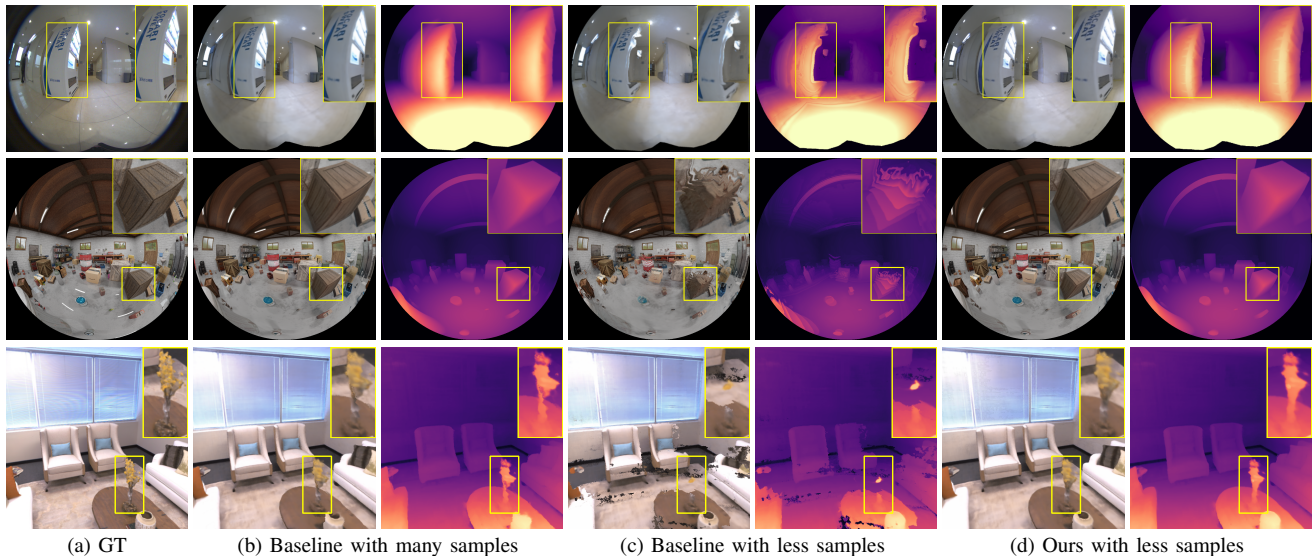 (a) GT
(b) Baseline with many samples
(c) Baseline with less samples
(d) Ours with less samples